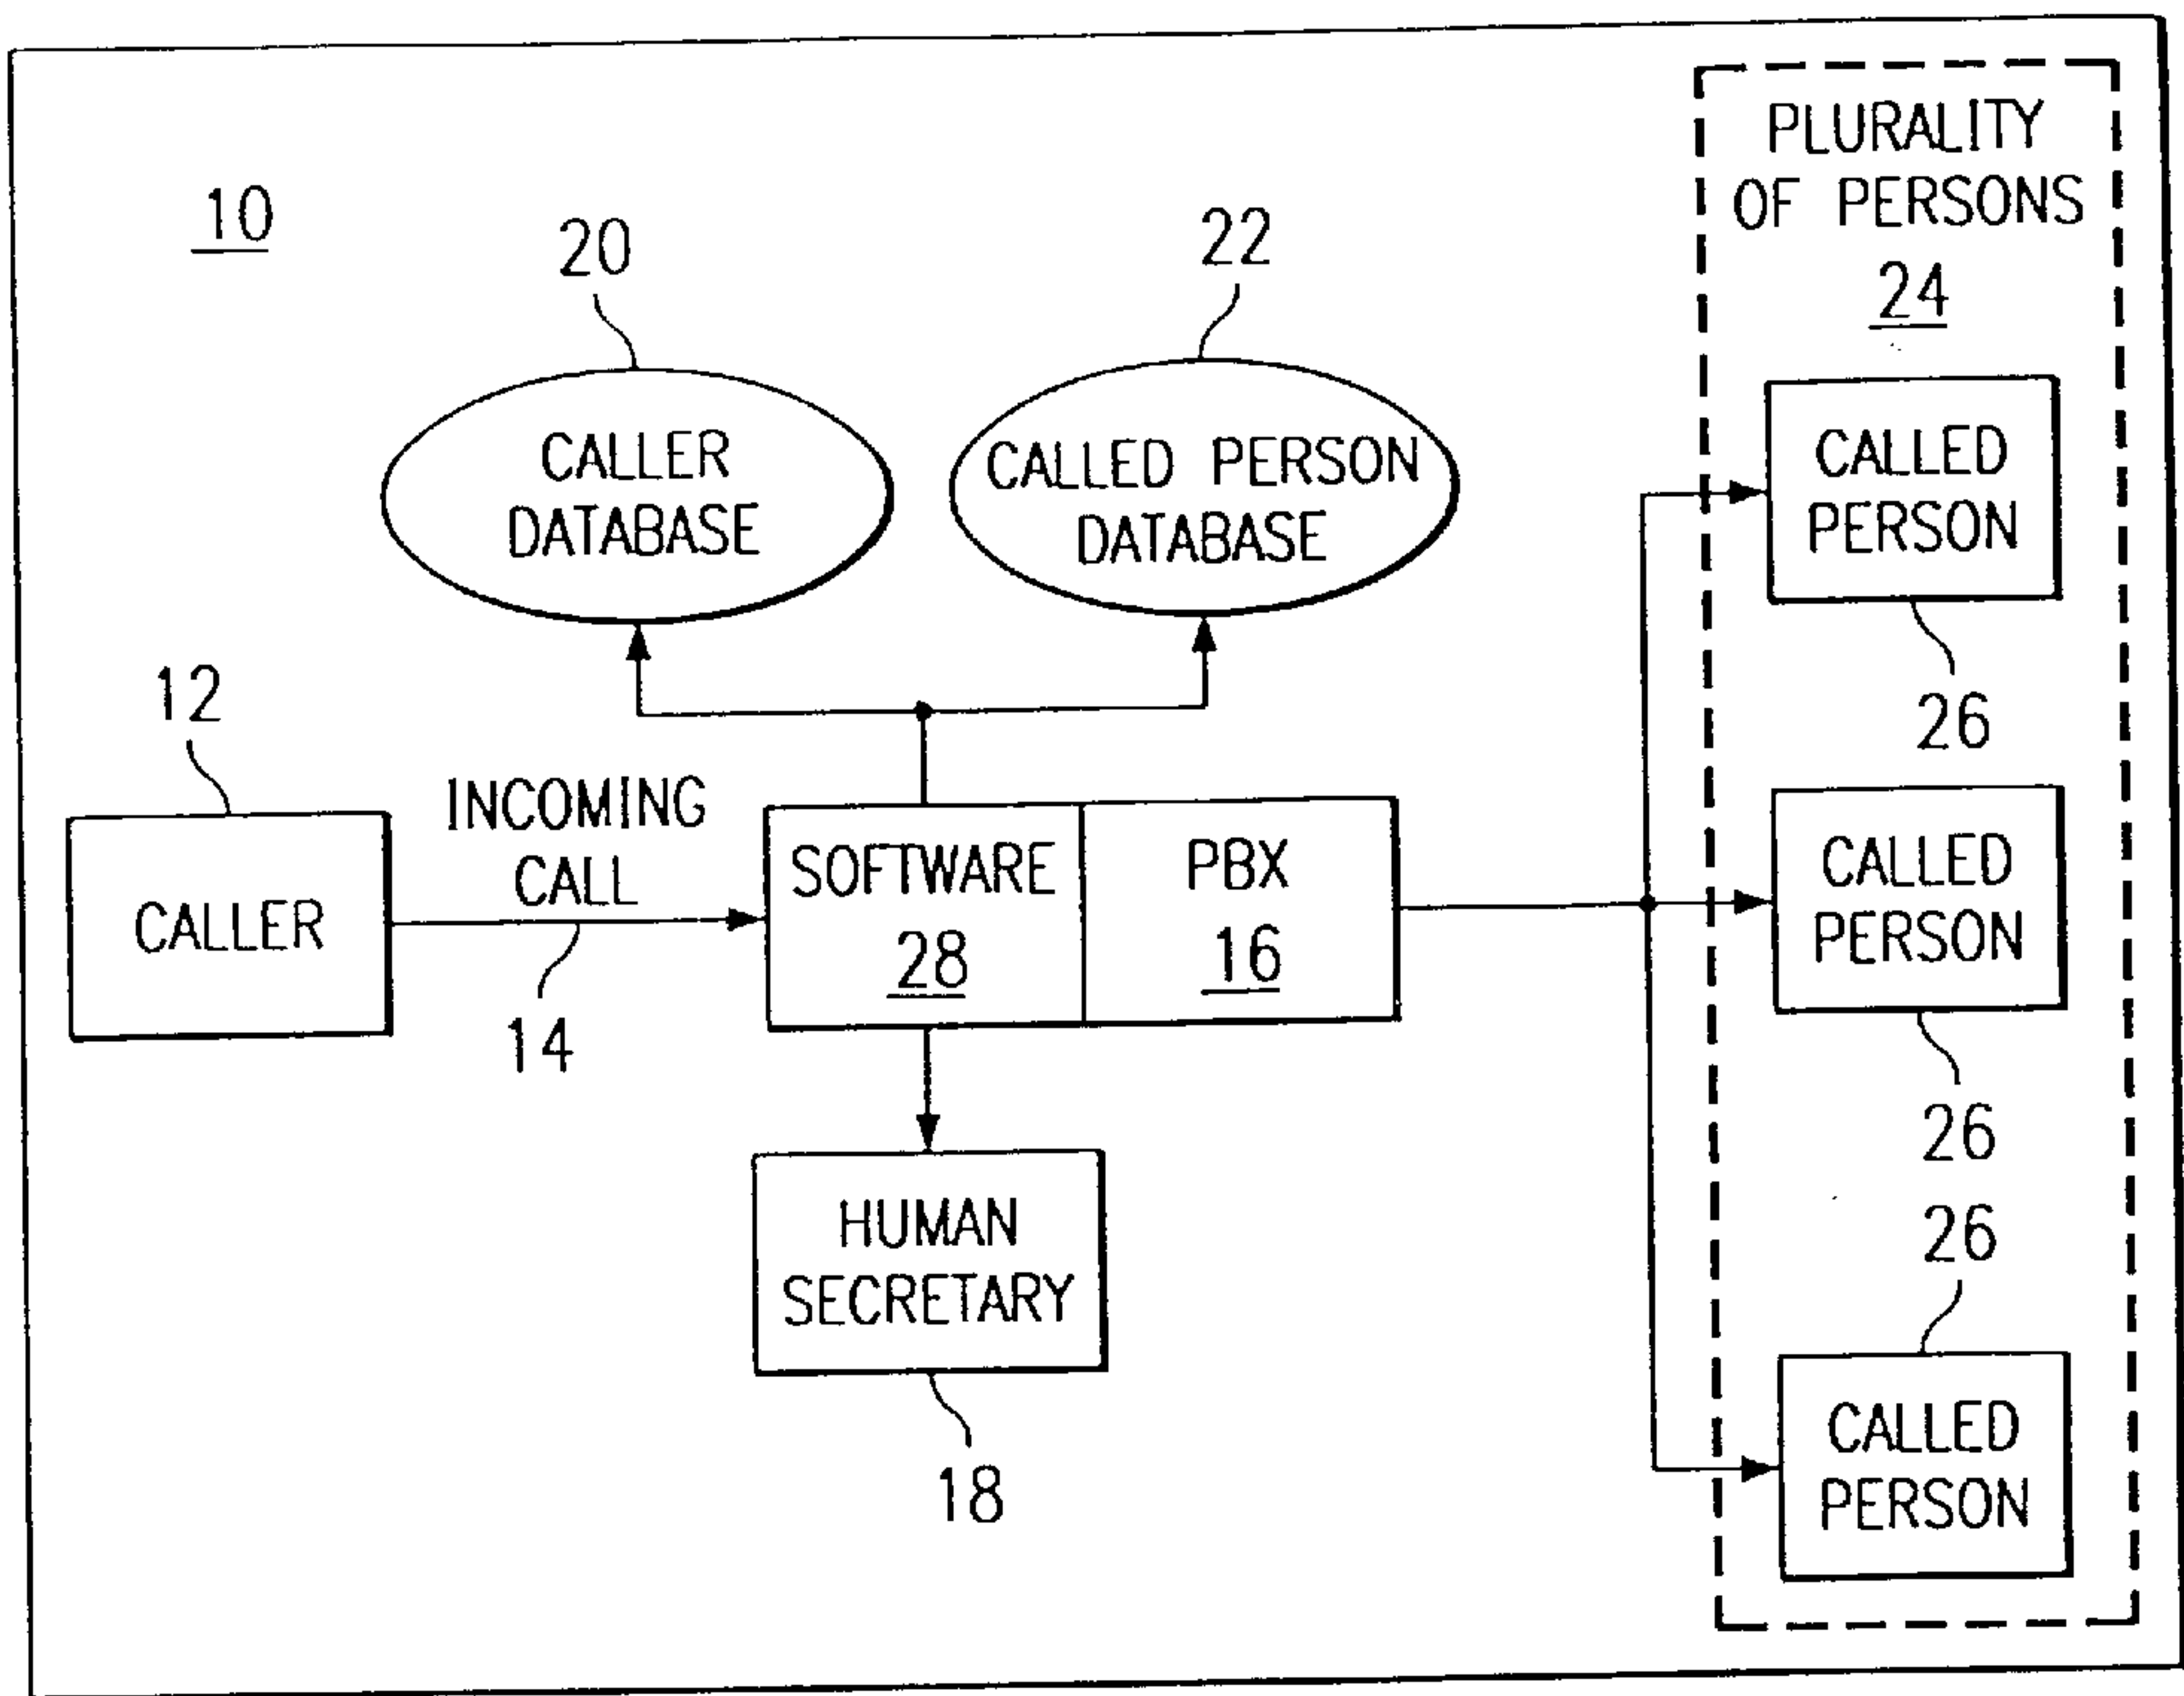 10
20
22
PLURALITY
OF PERSONS
24
CALLER
DATABASE
CALLED PERSON
DATABASE
CALLED
PERSON
26
12
INCOMING
CALL
CALLER
14
SOFTWARE
28
PBX
16
CALLED
PERSON
26
HUMAN
SECRETARY
18
26
CALLED
PERSON